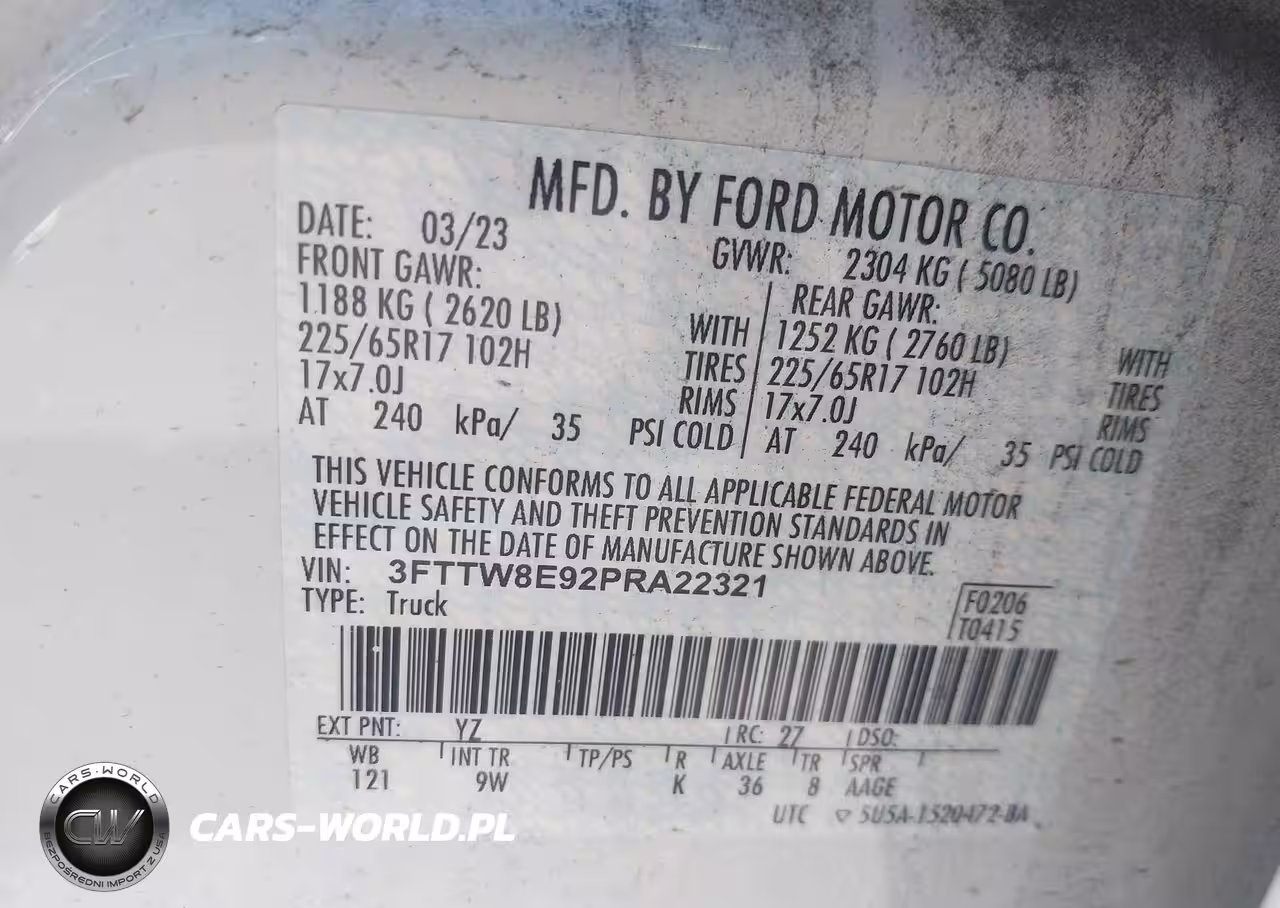 MFD. BY FORD MOTOR CO.
DATE: 03/23 GVWR: 2304 KG ( 5080 LB)
FRONT GAWR: REAR GAWR:
1188 KG ( 2620 LB) WITH 1252 KG ( 2760 LB) WITH
225/65R17 102H TIRES 225/65R17 102H TIRES
17x7.0J RIMS 17x7.0J RIMS
AT 240 kPa/ 35 PSI COLD AT 240 kPa/ 35 PSI COLD
THIS VEHICLE CONFORMS TO ALL APPLICABLE FEDERAL MOTOR
VEHICLE SAFETY AND THEFT PREVENTION STANDARDS IN
EFFECT ON THE DATE OF MANUFACTURE SHOWN ABOVE.
VIN: 3FTTW8E92PRA22321
TYPE: Truck
F0206
T0415
EXT PNT: YZ RC: 27 DSO:
WB INT TR TP/PS R AXLE TR SPR
121 9W K 36 8 AAGE
UTC ▽ 5U5A-1520472-BA
CARS-WORLD
CW
BEZPOŚREDNI IMPORT Z USA
CARS-WORLD.PL